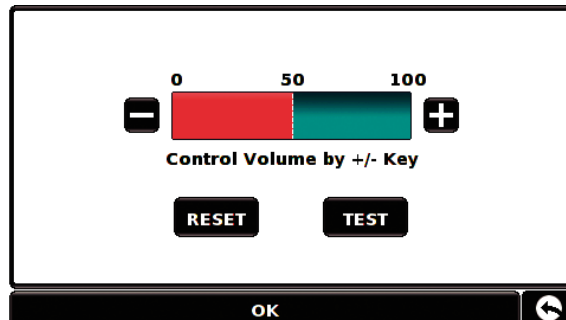 0 50 100
− +
Control Volume by +/- Key
RESET TEST
OK